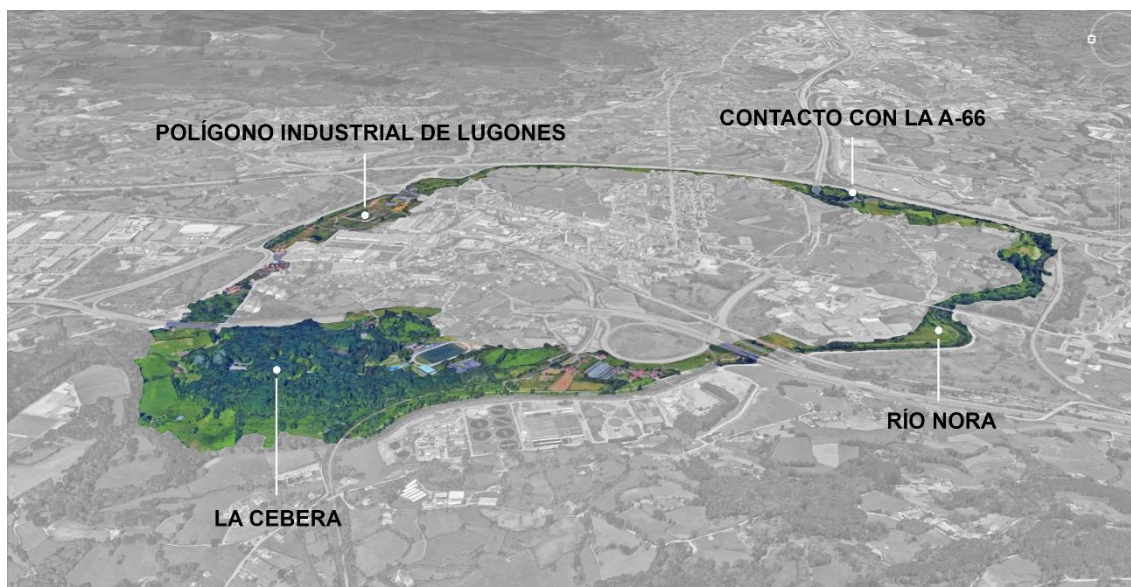 CONTACTO CON LA A-66
POLÍGONO INDUSTRIAL DE LUGONES
RÍO NORA
LA CEBERA